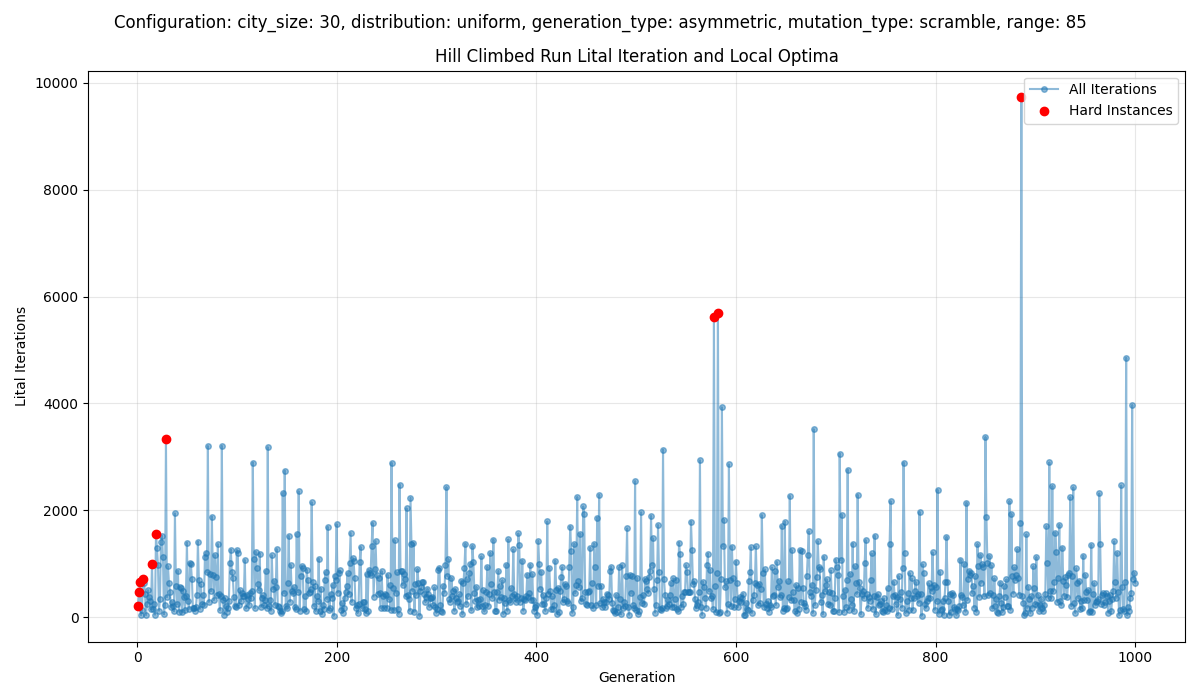 Configuration: city_size: 30, distribution: uniform, generation_type: asymmetric, mutation_type: scramble, range: 85
Hill Climbed Run Lital Iteration and Local Optima
10000
8000
6000
4000
2000
0
Lital Iterations
All Iterations
Hard Instances
0 200 400 600 800 1000
Generation